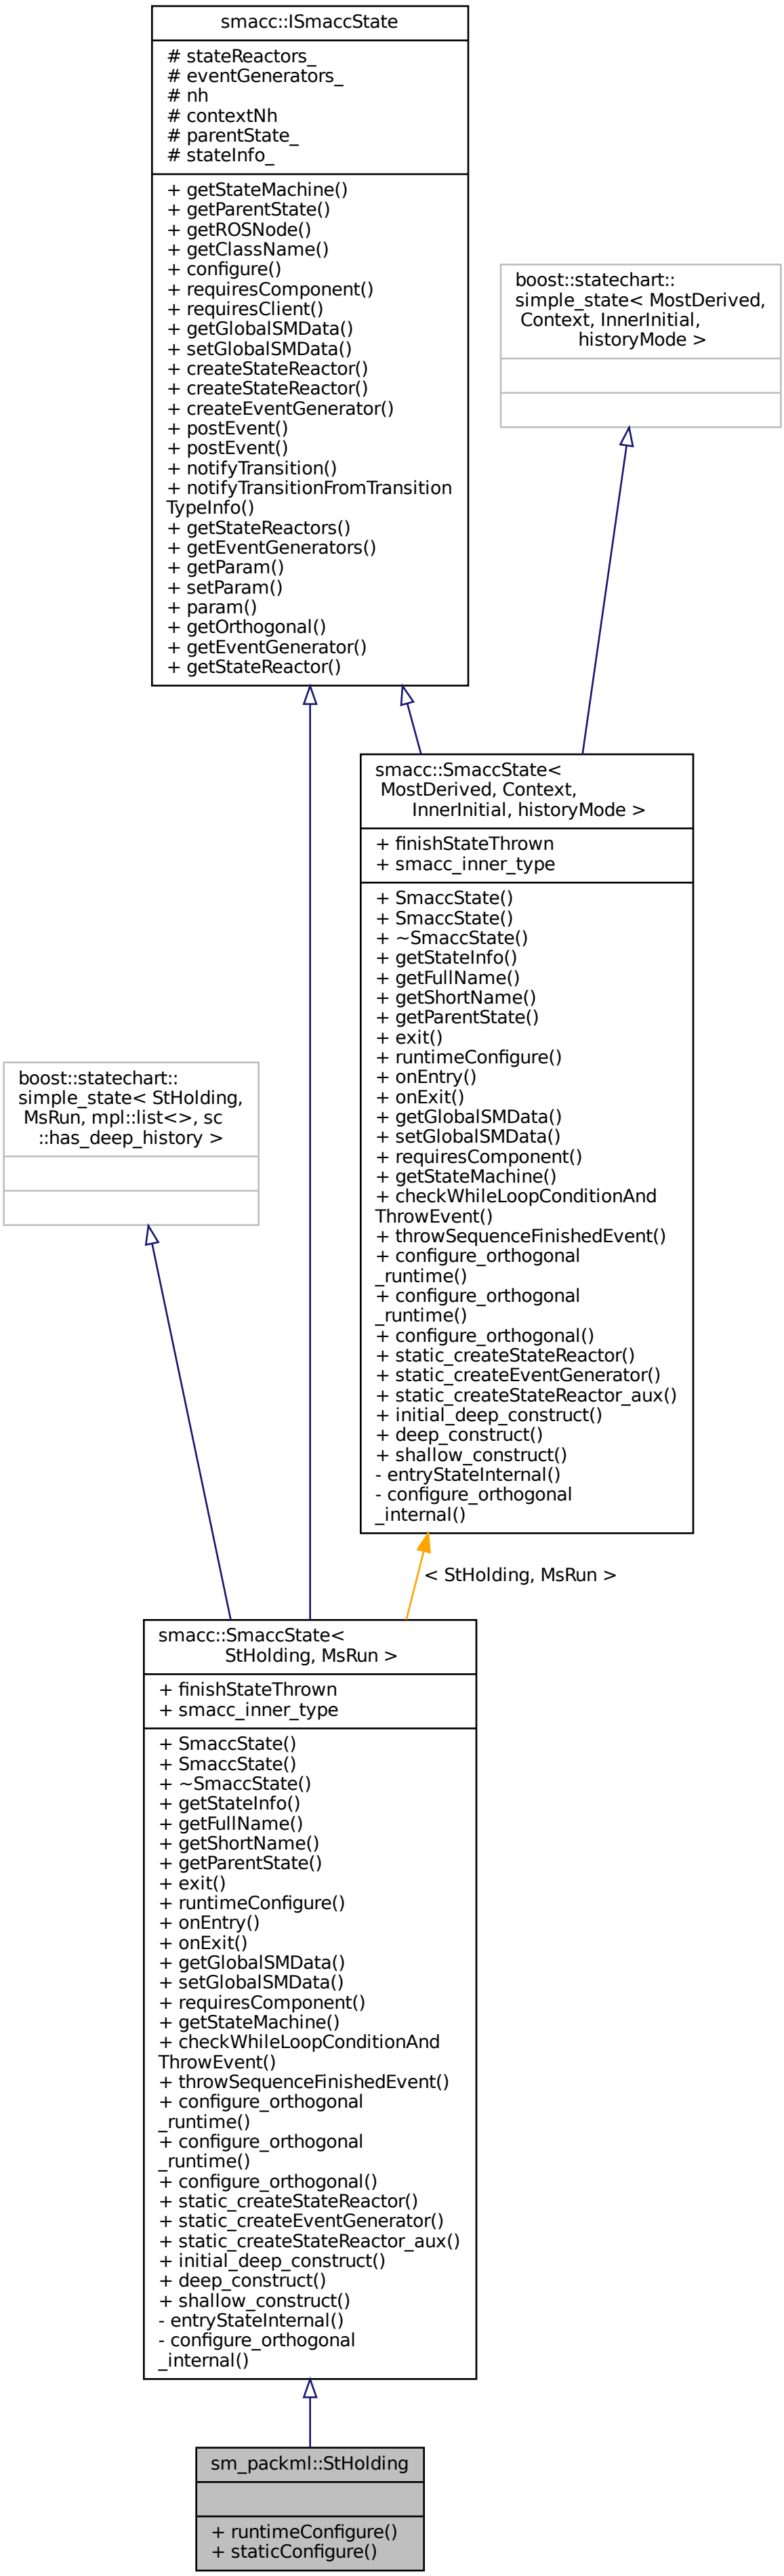 smacc::ISmaccState
# stateReactors_
# eventGenerators_
# nh
# contextNh
# parentState_
# stateInfo_
+ getStateMachine()
+ getParentState()
+ getROSNode()
+ getClassName()
+ configure()
+ requiresComponent()
+ requiresClient()
+ getGlobalSMData()
+ setGlobalSMData()
+ createStateReactor()
+ createStateReactor()
+ createEventGenerator()
+ postEvent()
+ postEvent()
+ notifyTransition()
+ notifyTransitionFromTransition
TypeInfo()
+ getStateReactors()
+ getEventGenerators()
+ getParam()
+ setParam()
+ param()
+ getOrthogonal()
+ getEventGenerator()
+ getStateReactor()
boost::statechart::
simple_state< MostDerived,
Context, InnerInitial,
historyMode >
smacc::SmaccState<
MostDerived, Context,
InnerInitial, historyMode >
+ finishStateThrown
+ smacc_inner_type
+ SmaccState()
+ SmaccState()
+ ~SmaccState()
+ getStateInfo()
+ getFullName()
+ getShortName()
+ getParentState()
+ exit()
+ runtimeConfigure()
+ onEntry()
+ onExit()
+ getGlobalSMData()
+ setGlobalSMData()
+ requiresComponent()
+ getStateMachine()
+ checkWhileLoopConditionAnd
ThrowEvent()
+ throwSequenceFinishedEvent()
+ configure_orthogonal
_runtime()
+ configure_orthogonal
_runtime()
+ configure_orthogonal()
+ static_createStateReactor()
+ static_createEventGenerator()
+ static_createStateReactor_aux()
+ initial_deep_construct()
+ deep_construct()
+ shallow_construct()
- entryStateInternal()
- configure_orthogonal
_internal()
boost::statechart::
simple_state< StHolding,
MsRun, mpl::list<>, sc
::has_deep_history >
< StHolding, MsRun >
smacc::SmaccState<
StHolding, MsRun >
+ finishStateThrown
+ smacc_inner_type
+ SmaccState()
+ SmaccState()
+ ~SmaccState()
+ getStateInfo()
+ getFullName()
+ getShortName()
+ getParentState()
+ exit()
+ runtimeConfigure()
+ onEntry()
+ onExit()
+ getGlobalSMData()
+ setGlobalSMData()
+ requiresComponent()
+ getStateMachine()
+ checkWhileLoopConditionAnd
ThrowEvent()
+ throwSequenceFinishedEvent()
+ configure_orthogonal
_runtime()
+ configure_orthogonal
_runtime()
+ configure_orthogonal()
+ static_createStateReactor()
+ static_createEventGenerator()
+ static_createStateReactor_aux()
+ initial_deep_construct()
+ deep_construct()
+ shallow_construct()
- entryStateInternal()
- configure_orthogonal
_internal()
sm_packml::StHolding
+ runtimeConfigure()
+ staticConfigure()